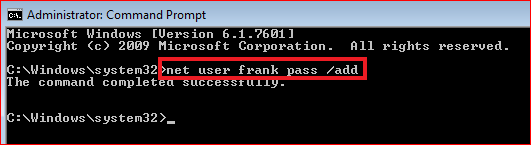 Administrator: Command Prompt
Microsoft Windows [Version 6.1.7601]
Copyright (c) 2009 Microsoft Corporation.  All rights reserved.
C:\Windows\system32>net user frank pass /add
The command completed successfully.
C:\Windows\system32>_